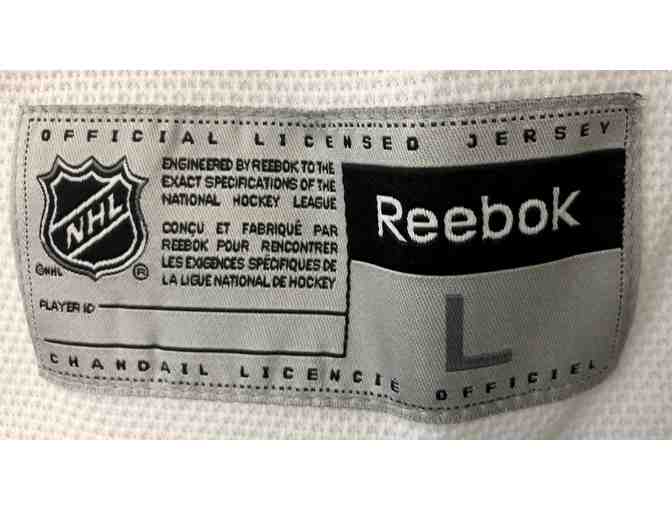 OFFICIAL LICENSED JERSEY
NHL
©NHL
®
ENGINEERED BY REEBOK TO THE
EXACT SPECIFICATIONS OF THE
NATIONAL HOCKEY LEAGUE
CONÇU ET FABRIQUÉ PAR
REEBOK POUR RENCONTRER
LES EXIGENCES SPÉCIFIQUES DE
LA LIGUE NATIONAL DE HOCKEY
Reebok
PLAYER ID
L
CHANDAIL LICENCIÉ OFFICIEL